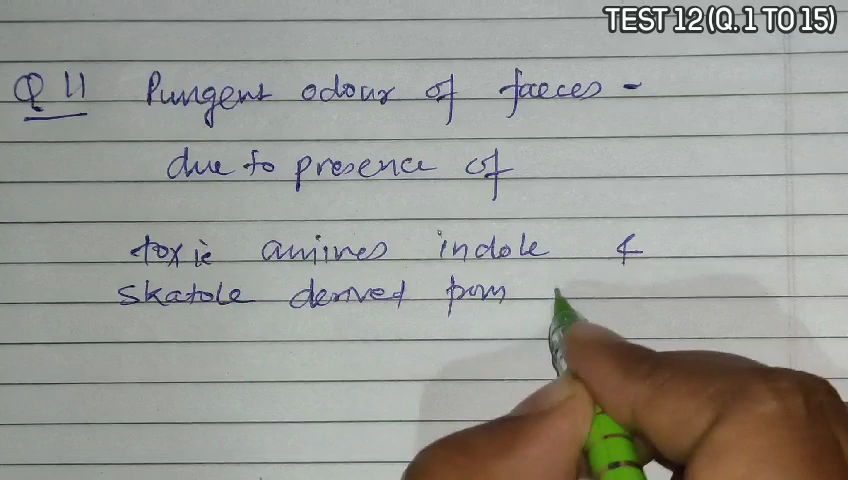 TEST 12 (Q. 1 TO 15)
Q 11 Pungent odour of faeces -
due to presence of
toxic amines indole &
skatole derived from